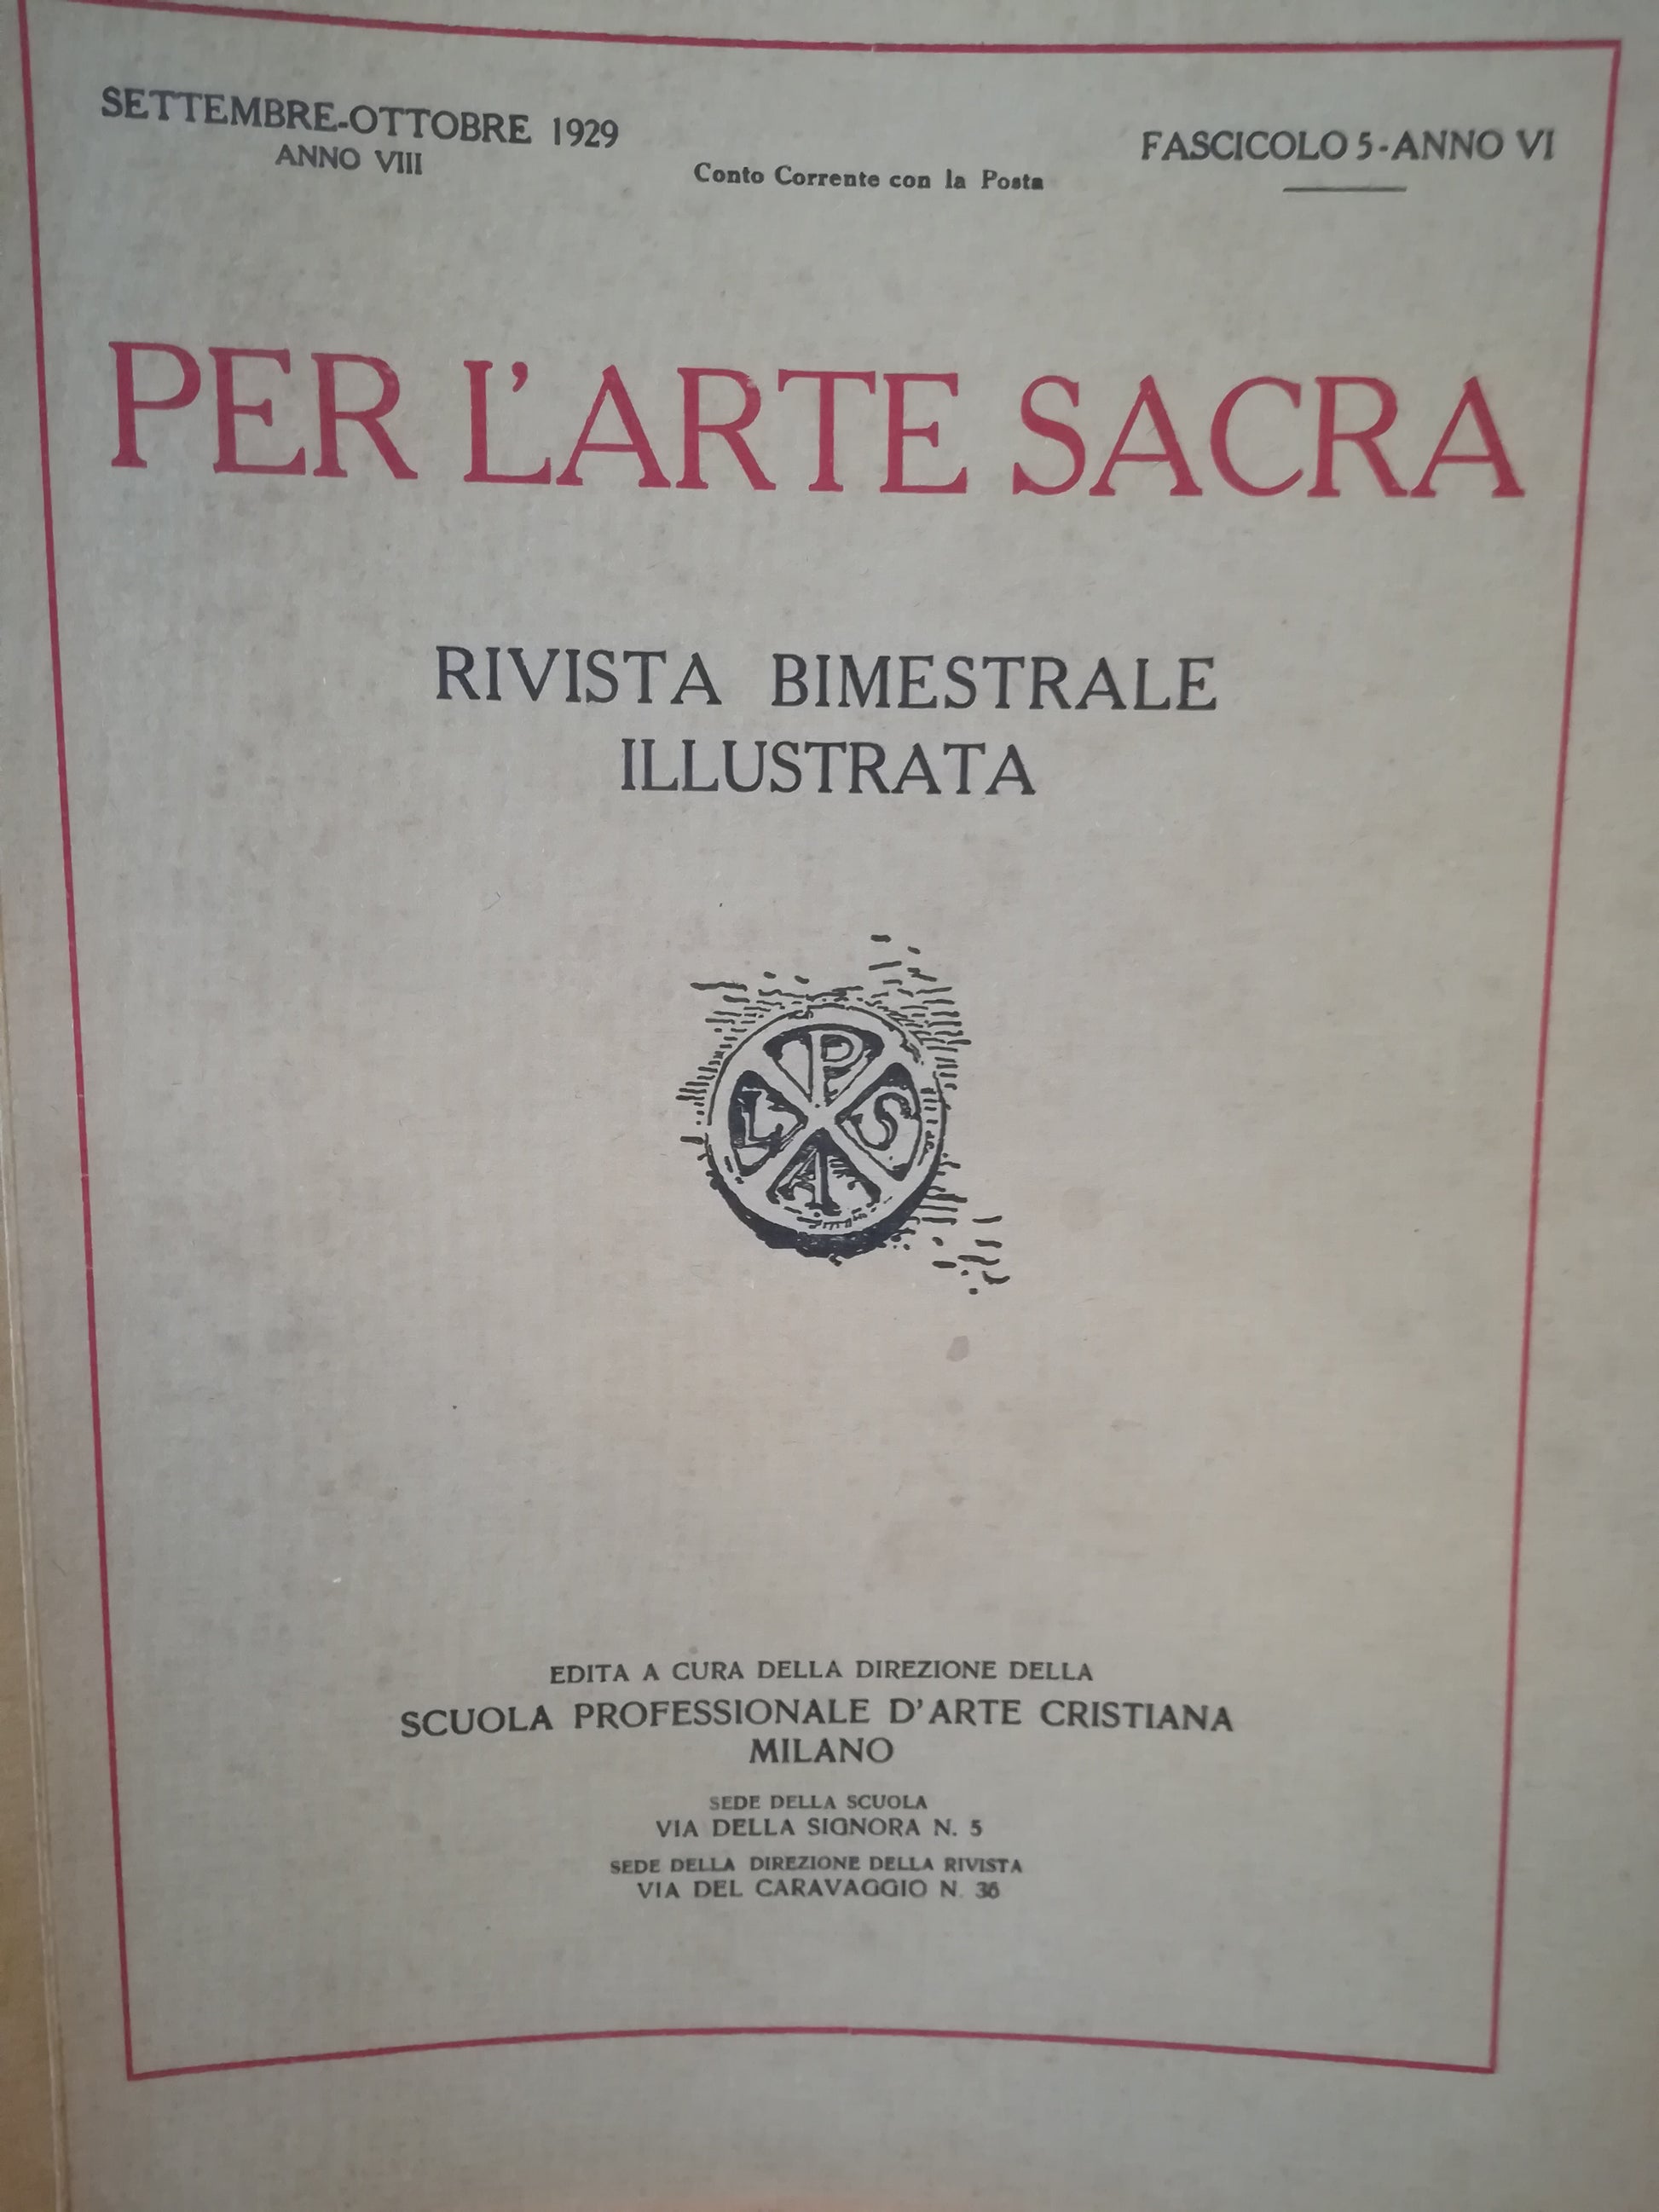 SETTEMBRE-OTTOBRE 1929
ANNO VIII
Conto Corrente con la Posta
FASCICOLO 5-ANNO VI
PER L'ARTE SACRA
RIVISTA BIMESTRALE
ILLUSTRATA
P
L S
A
EDITA A CURA DELLA DIREZIONE DELLA
SCUOLA PROFESSIONALE D'ARTE CRISTIANA
MILANO
SEDE DELLA SCUOLA
VIA DELLA SIGNORA N. 5
SEDE DELLA DIREZIONE DELLA RIVISTA
VIA DEL CARAVAGGIO N. 36